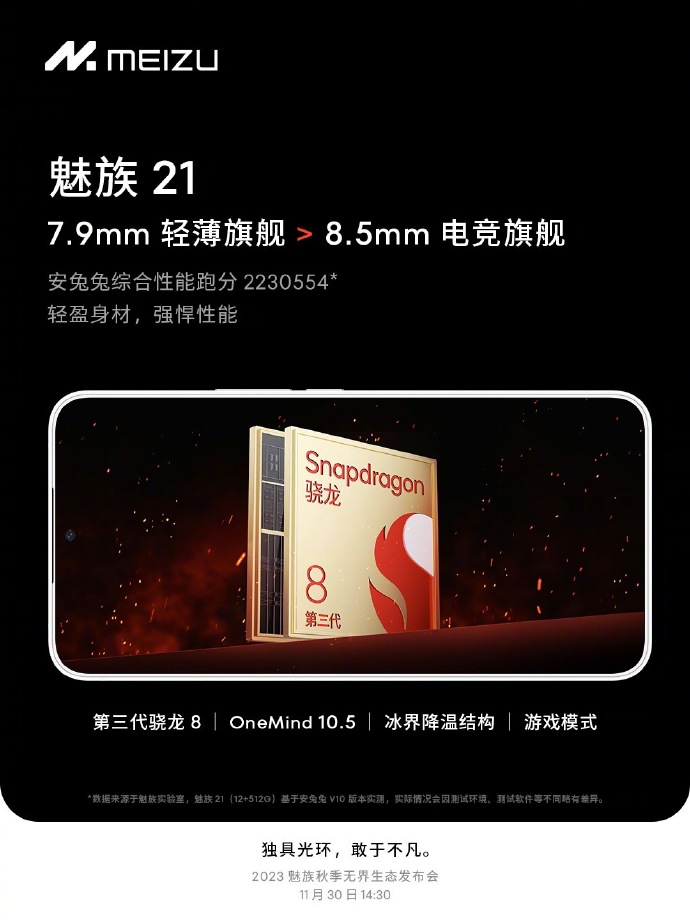 MEIZU
魅族 21
7.9mm 轻薄旗舰 > 8.5mm 电竞旗舰
安兔兔综合性能跑分 2230554*
轻盈身材，强悍性能
Snapdragon
骁龙
8
第三代
第三代骁龙 8 | OneMind 10.5 | 冰界降温结构 | 游戏模式
*数据来源于魅族实验室，魅族 21（12+512G）基于安兔兔 V10 版本实测，实际情况会因测试环境、测试软件等不同略有差异。
独具光环，敢于不凡。
2023 魅族秋季无界生态发布会
11 月 30 日 14:30